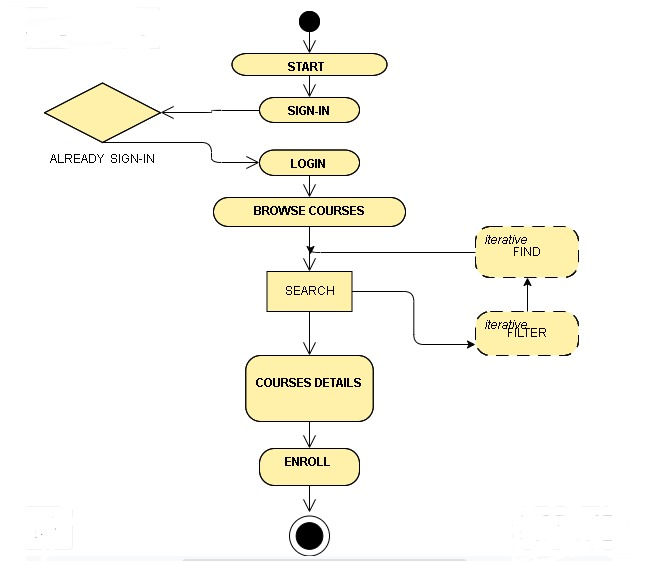 START
SIGN-IN
ALREADY SIGN-IN
LOGIN
BROWSE COURSES
iterative
FIND
SEARCH
iterative
FILTER
COURSES DETAILS
ENROLL